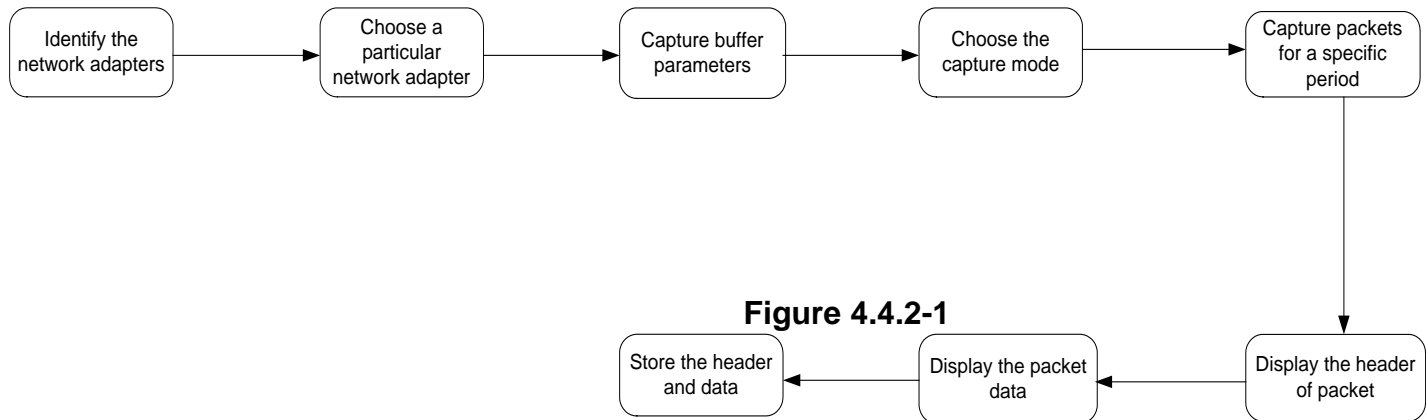 Identify the
network adapters
Choose a
particular
network adapter
Capture buffer
parameters
Choose the
capture mode
Capture packets
for a specific
period
Figure 4.4.2-1
Display the header
of packet
Display the packet
data
Store the header
and data